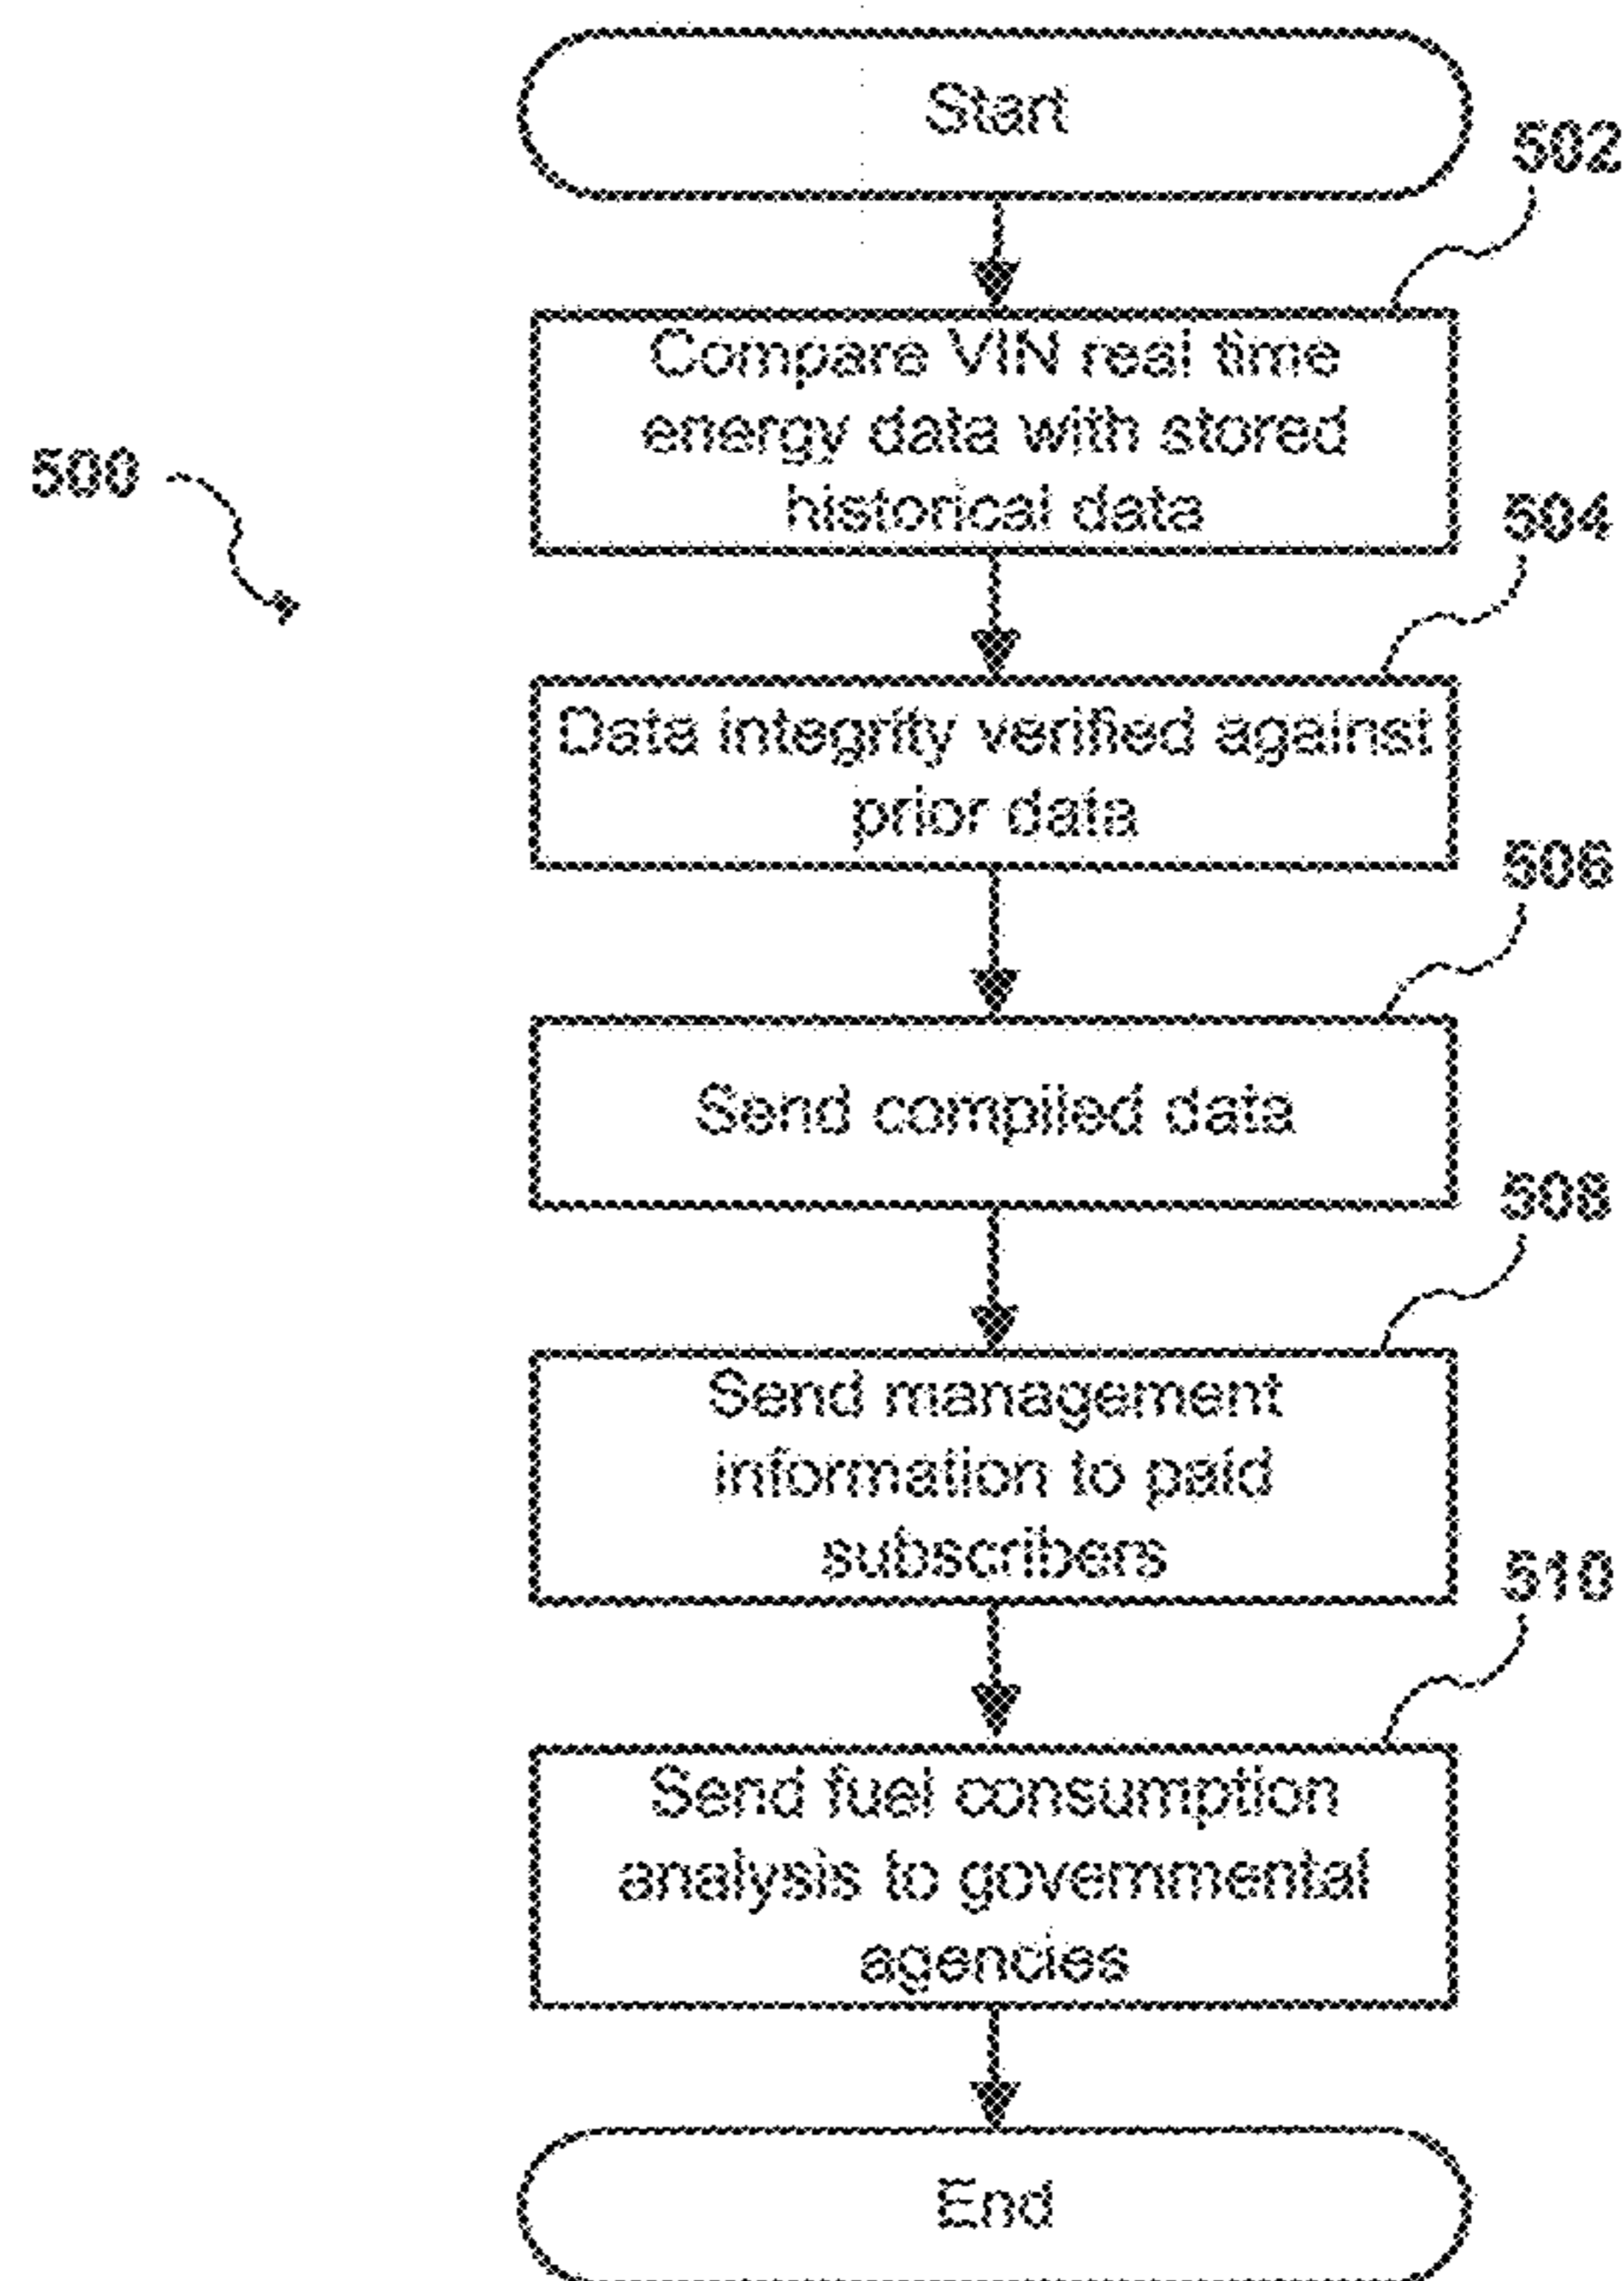 Start
502
Compare VIN real time
energy data with stored
historical data
500
504
Data integrity verified against
prior data
506
Send compiled data
508
Send management
information to paid
subscribers
510
Send fuel consumption
analysis to governmental
agencies
End